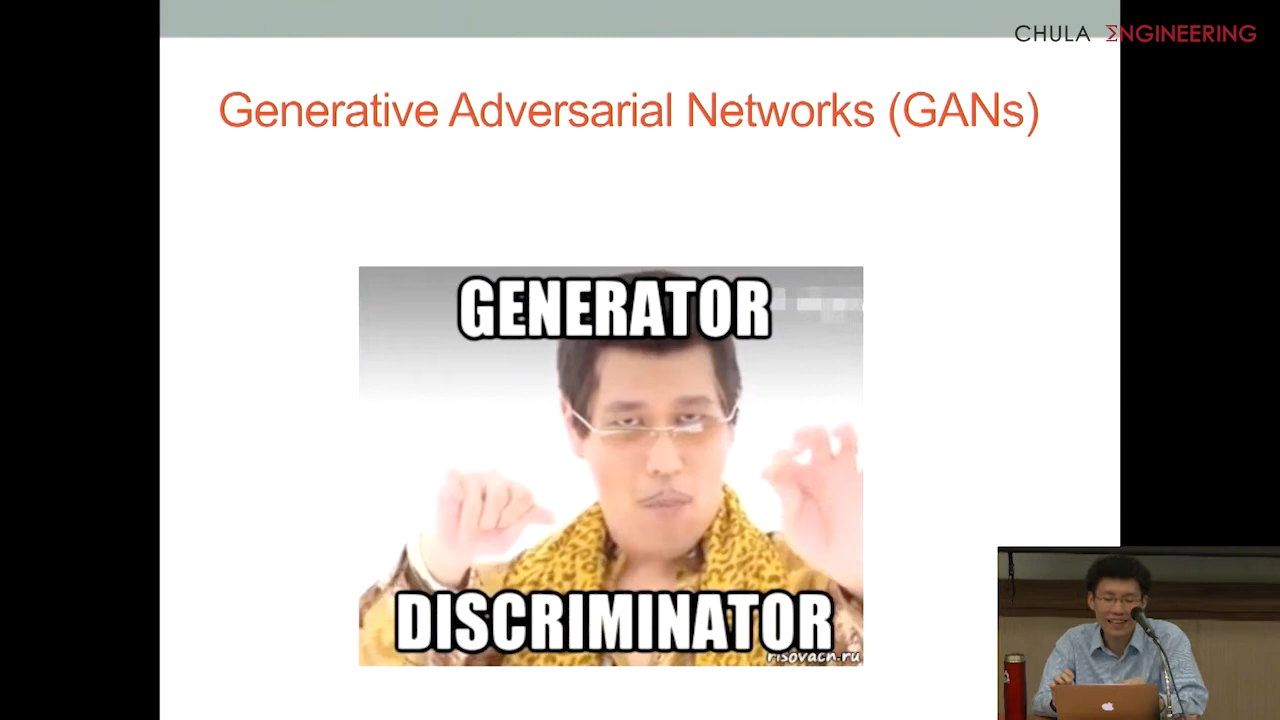 CHULA ΣNGINEERING
Generative Adversarial Networks (GANs)
GENERATOR
DISCRIMINATOR
risovach.ru